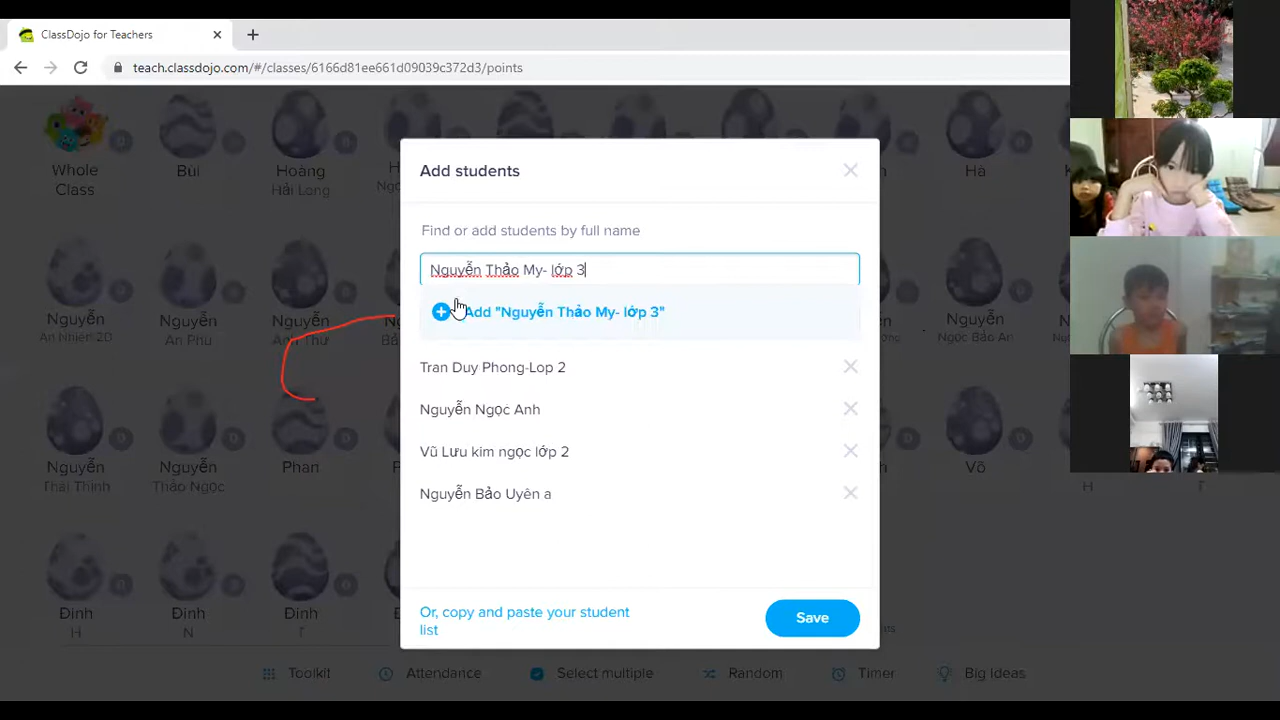 ClassDojo for Teachers
teach.classdojo.com/#/classes/6166d81ee661d09039c372d3/points
Whole Class
Bùi
Hoàng Hải Long
Hà
Add students
Find or add students by full name
Nguyễn Thảo My- lớp 3
Add "Nguyễn Thảo My- lớp 3"
Tran Duy Phong-Lop 2
Nguyễn Ngọc Anh
Vũ Lưu kim ngọc lớp 2
Nguyễn Bảo Uyên a
Or, copy and paste your student list
Save
Nguyễn An Nhiên 2D
Nguyễn An Phu
Nguyễn Anh Thư
Nguyễn Ngọc Bảo An
Nguyễn Thái Thịnh
Nguyễn Thảo Ngọc
Phan
Võ
H
T
Đinh H
Đinh N
Đinh T
Toolkit
Attendance
Select multiple
Random
Timer
Big Ideas